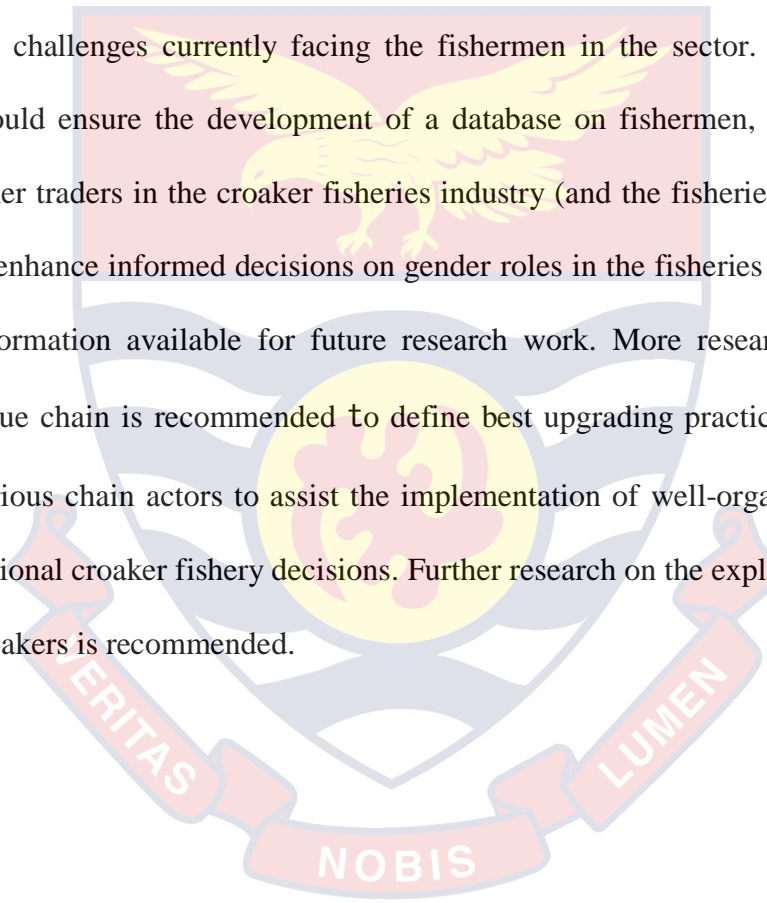 challenges currently facing the fishermen in the sector.
ould ensure the development of a database on fishermen,
er traders in the croaker fisheries industry (and the fisherie
enhance informed decisions on gender roles in the fisheries
formation available for future research work. More resear
ue chain is recommended to define best upgrading practic
rious chain actors to assist the implementation of well-orga
ional croaker fishery decisions. Further research on the expl
akers is recommended.
VERITAS
NOBIS
LUMEN